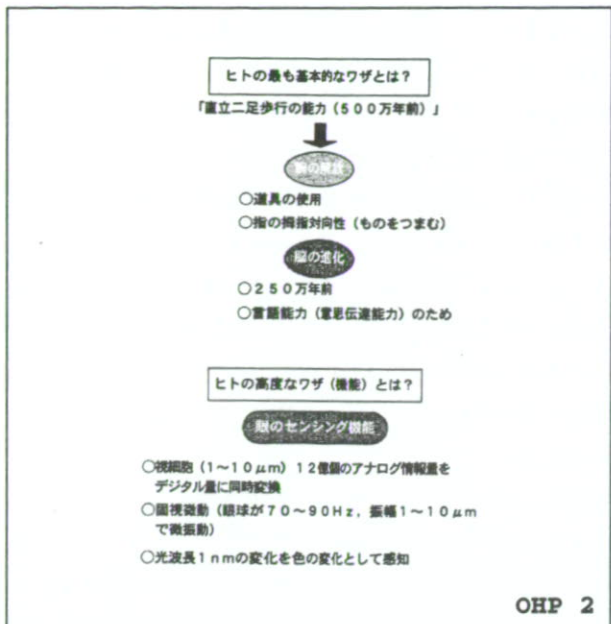 ヒトの最も基本的なワザとは？
「直立二足歩行の能力（５００万年前）」
の
○道具の使用
○指の拇指対向性（ものをつまむ）
脳の進化
○２５０万年前
○言語能力（意思伝達能力）のため
ヒトの高度なワザ（機能）とは？
眼のセンシング機能
○視細胞（１～１０μm）１２億個のアナログ情報量を
デジタル量に同時変換
○固視微動（眼球が７０～９０Hz，振幅１～１０μm
で微振動）
○光波長１nmの変化を色の変化として感知
OHP 2